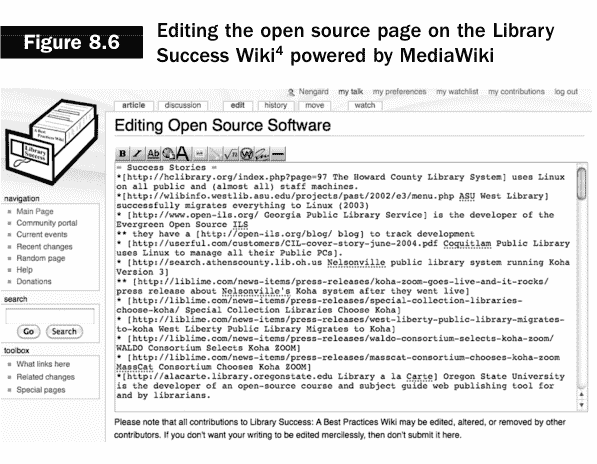 Figure 8.6
Editing the open source page on the Library
Success Wiki4 powered by MediaWiki
Nengard my talk my preferences my watchlist my contributions log out
article discussion edit history move watch
A Best
Practices Wiki
Library
Success
Editing Open Source Software
B I Ab A √n W
= Success Stories =
*[http://hclibrary.org/index.php?page=97 The Howard County Library System] uses Linux
on all public and (almost all) staff machines.
*[http://wlibinfo.westlib.asu.edu/projects/past/2002/e3/menu.php ASU West Library]
successfully migrates everything to Linux (2003)
* [http://www.open-ils.org/ Georgia Public Library Service] is the developer of the
Evergreen Open Source ILS
** they have a [http://open-ils.org/blog/ blog] to track development
* [http://userful.com/customers/CIL-cover-story-june-2004.pdf Coquitlam Public Library
uses Linux to manage all their Public PCs].
* [http://search.athenscounty.lib.oh.us Nelsonville public library system running Koha
Version 3]
** [http://liblime.com/news-items/press-releases/koha-zoom-goes-live-and-it-rocks/
press release about Nelsonville's Koha system after they went live]
* [http://liblime.com/news-items/press-releases/special-collection-libraries-
choose-koha/ Special Collection Libraries Choose Koha]
* [http://liblime.com/news-items/press-releases/west-liberty-public-library-migrates-
to-koha West Liberty Public Library Migrates to Koha]
* [http://liblime.com/news-items/press-releases/waldo-consortium-selects-koha-zoom/
WALDO Consortium Selects Koha ZOOM]
* [http://liblime.com/news-items/press-releases/masscat-consortium-chooses-koha-zoom
MassCat Consortium Chooses Koha ZOOM]
*[http://alacarte.library.oregonstate.edu Library a la Carte] Oregon State University
is the developer of an open-source course and subject guide web publishing tool for
and by librarians.
navigation
Main Page
Community portal
Current events
Recent changes
Random page
Help
Donations
search
Go Search
toolbox
What links here
Related changes
Special pages
Please note that all contributions to Library Success: A Best Practices Wiki may be edited, altered, or removed by other
contributors. If you don't want your writing to be edited mercilessly, then don't submit it here.